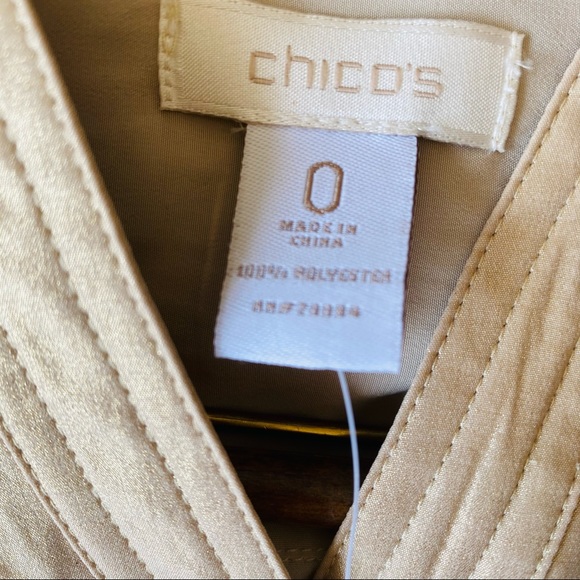 chico's
0
MADE IN
CHINA
100% POLYESTER